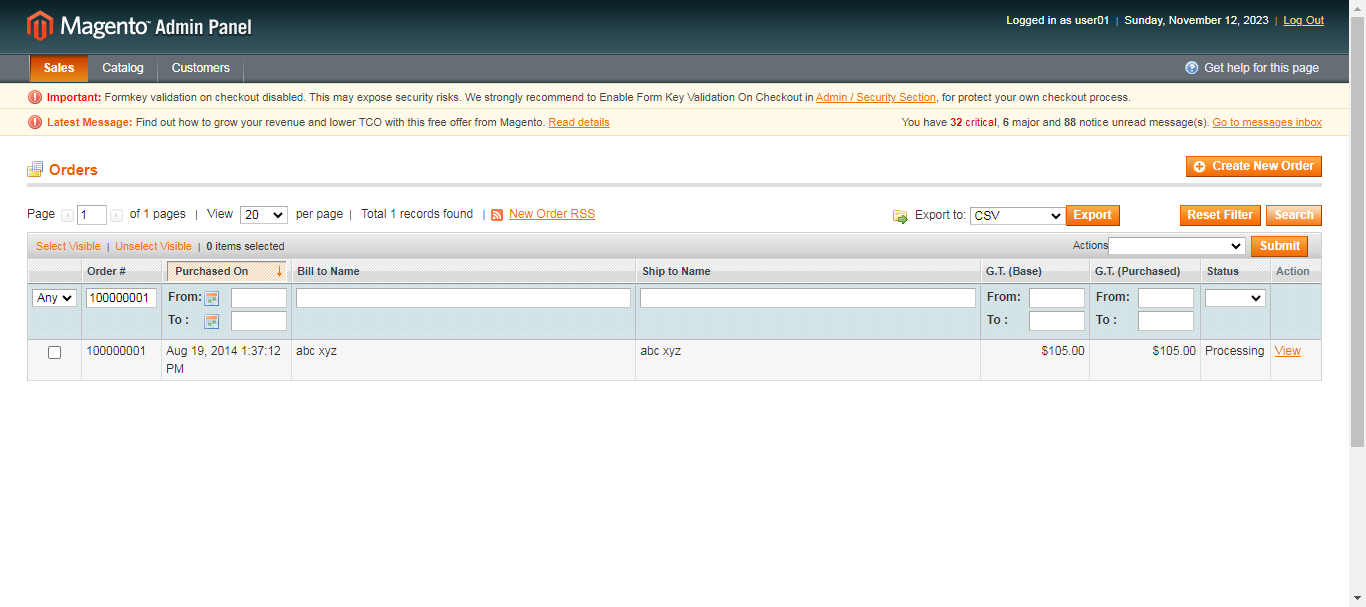 Magento™ Admin Panel
Logged in as user01 | Sunday, November 12, 2023 | Log Out
Sales Catalog Customers Get help for this page
Important: Formkey validation on checkout disabled. This may expose security risks. We strongly recommend to Enable Form Key Validation On Checkout in Admin / Security Section, for protect your own checkout process.
Latest Message: Find out how to grow your revenue and lower TCO with this free offer from Magento. Read details You have 32 critical, 6 major and 88 notice unread message(s). Go to messages inbox
Orders Create New Order
Page 1 of 1 pages | View 20 per page | Total 1 records found | New Order RSS Export to: CSV Export Reset Filter Search
Select Visible | Unselect Visible | 0 items selected Actions Submit
Order # Purchased On ↓ Bill to Name Ship to Name G.T. (Base) G.T. (Purchased) Status Action
Any 100000001 From: From: From:
To : To : To :
100000001 Aug 19, 2014 1:37:12 abc xyz abc xyz $105.00 $105.00 Processing View
PM